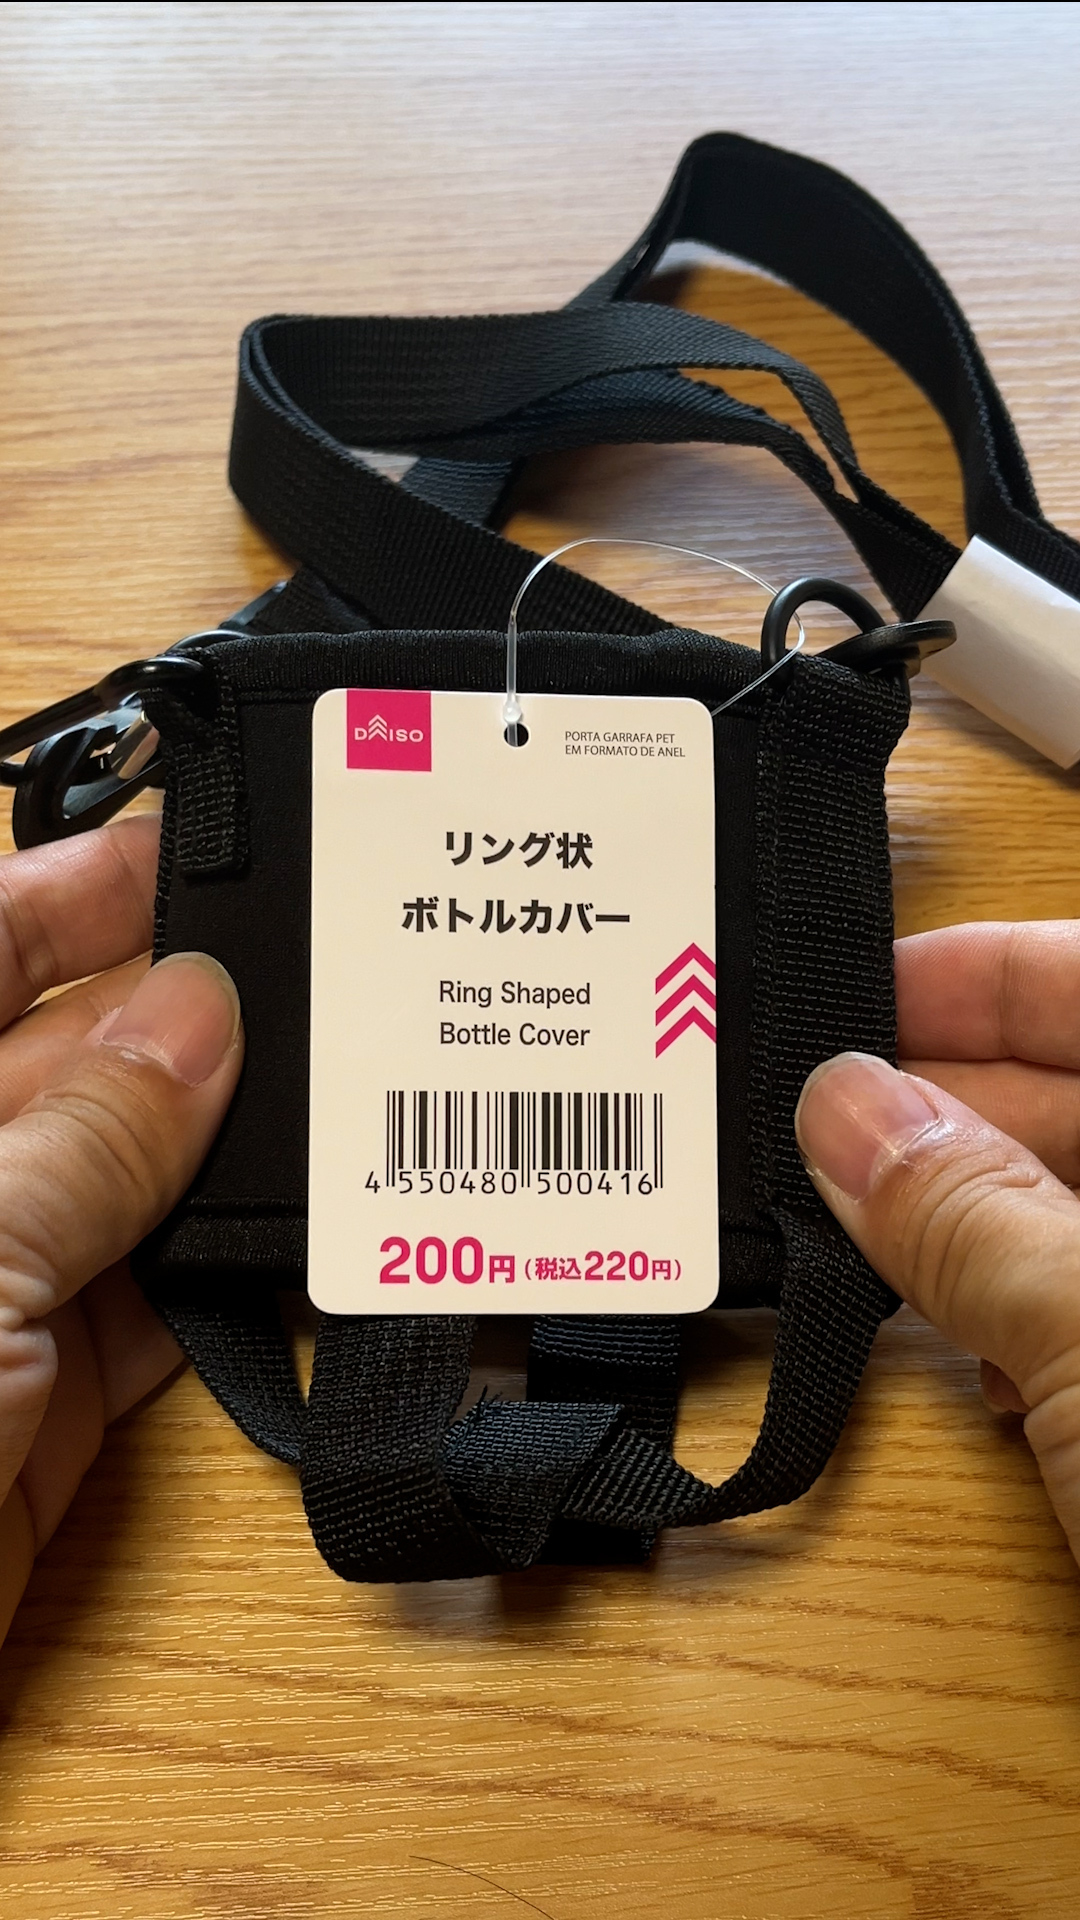 DAISO
PORTA GARRAFA PET
EM FORMATO DE ANEL
リング状
ボトルカバー
Ring Shaped
Bottle Cover
4 550480 500416
200円(税込220円)